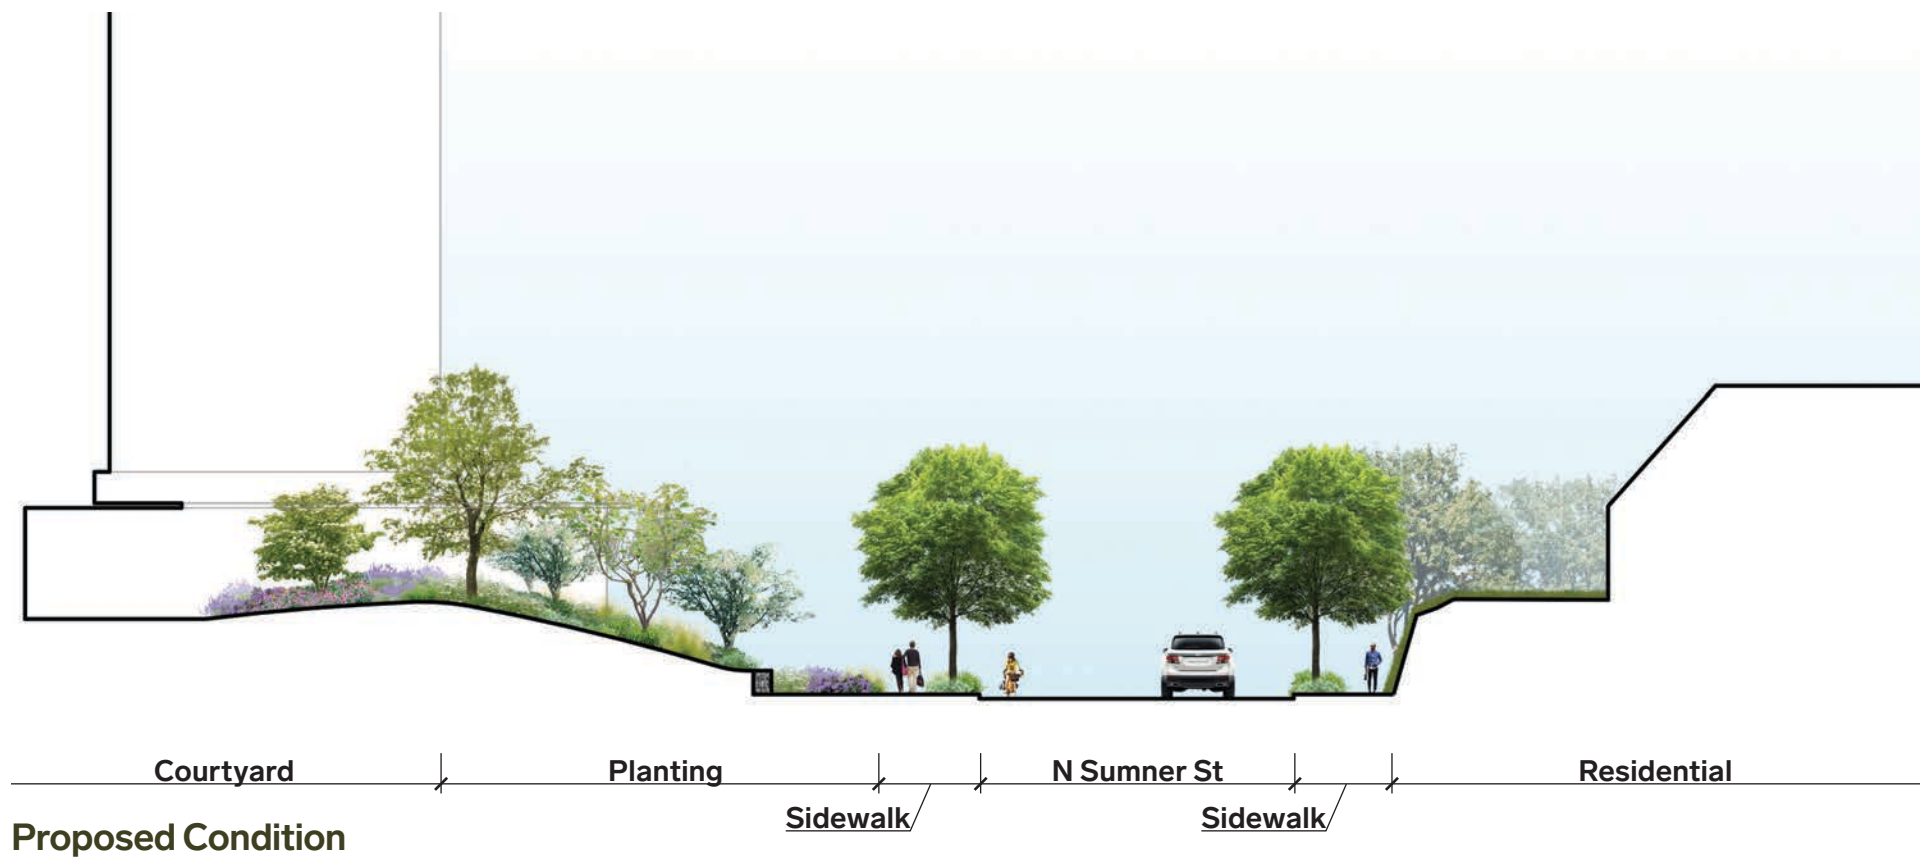 Courtyard
Planting
Sidewalk
N Sumner St
Sidewalk
Residential
Proposed Condition